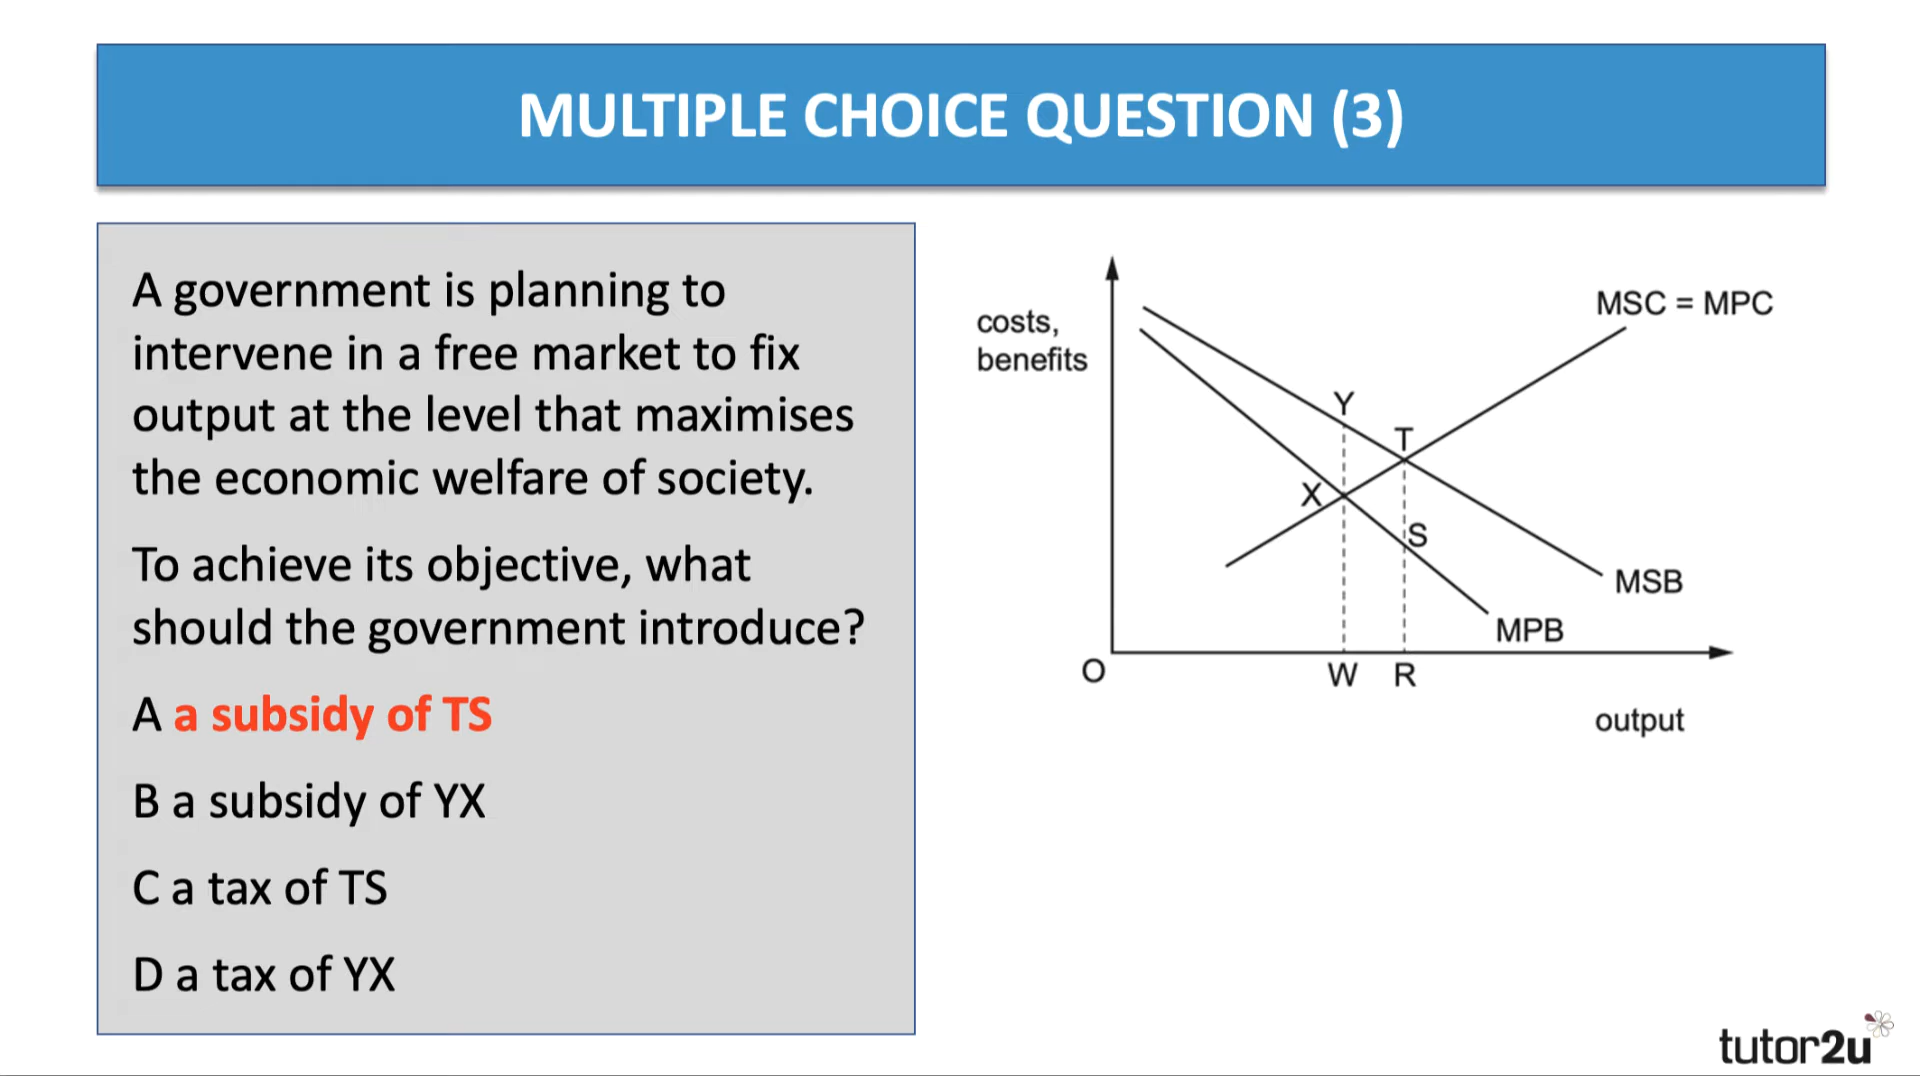 MULTIPLE CHOICE QUESTION (3)
A government is planning to
intervene in a free market to fix
output at the level that maximises
the economic welfare of society.
To achieve its objective, what
should the government introduce?
A a subsidy of TS
B a subsidy of YX
C a tax of TS
D a tax of YX
costs,
benefits
MSC = MPC
Y
T
X
S
MSB
MPB
O
W
R
output
tutor2u